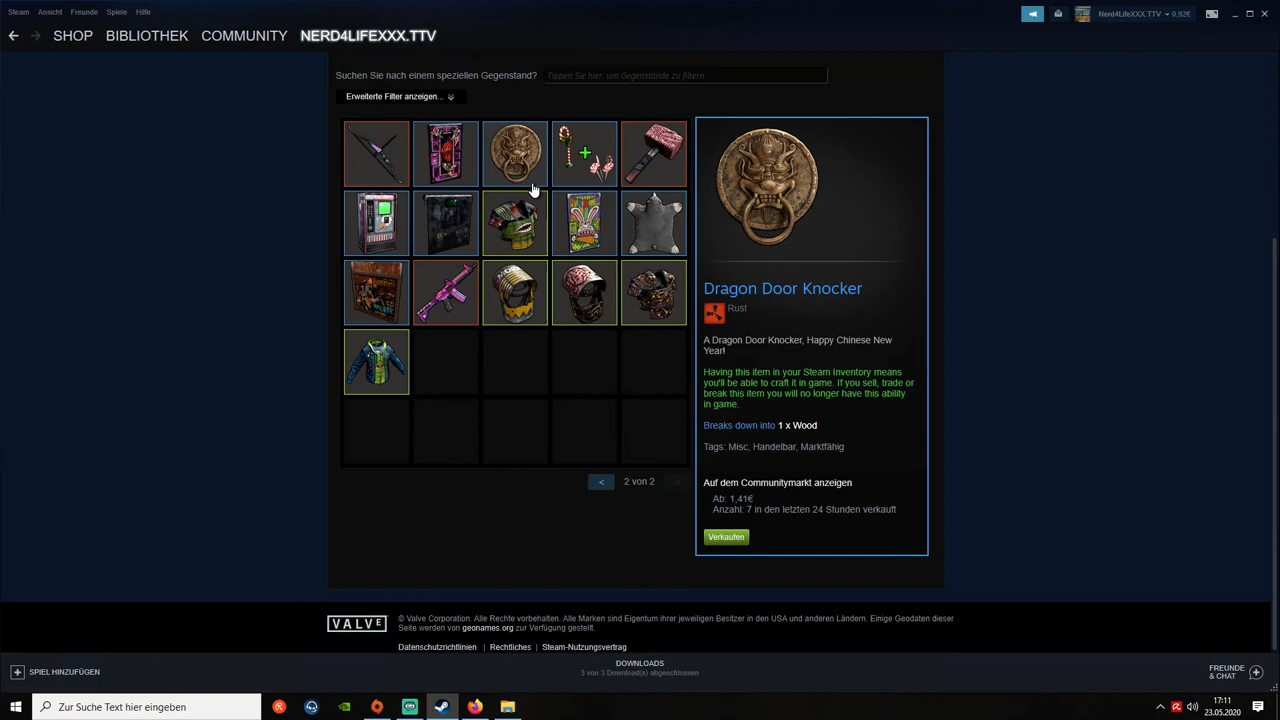 Steam Ansicht Freunde Spiele Hilfe
Nerd4LifeXXX.TTV 0,92€
SHOP BIBLIOTHEK COMMUNITY NERD4LIFEXXX.TTV
Suchen Sie nach einem speziellen Gegenstand? Tippen Sie hier, um Gegenstände zu filtern
Erweiterte Filter anzeigen...
Dragon Door Knocker
Rust
A Dragon Door Knocker, Happy Chinese New
Year!
Having this item in your Steam Inventory means
you'll be able to craft it in game. If you sell, trade or
break this item you will no longer have this ability
in game.
Breaks down into 1 x Wood
Tags: Misc, Handelbar, Marktfähig
< 2 von 2 >
Auf dem Communitymarkt anzeigen
Ab: 1,41€
Anzahl: 7 in den letzten 24 Stunden verkauft
Verkaufen
VALVE
© Valve Corporation. Alle Rechte vorbehalten. Alle Marken sind Eigentum ihrer jeweiligen Besitzer in den USA und anderen Ländern. Einige Geodaten dieser
Seite werden von geonames.org zur Verfügung gestellt.
Datenschutzrichtlinien | Rechtliches | Steam-Nutzungsvertrag
SPIEL HINZUFÜGEN
DOWNLOADS
3 von 3 Download(s) abgeschlossen
FREUNDE
& CHAT
Zur Suche Text hier eingeben
17:11
23.05.2020